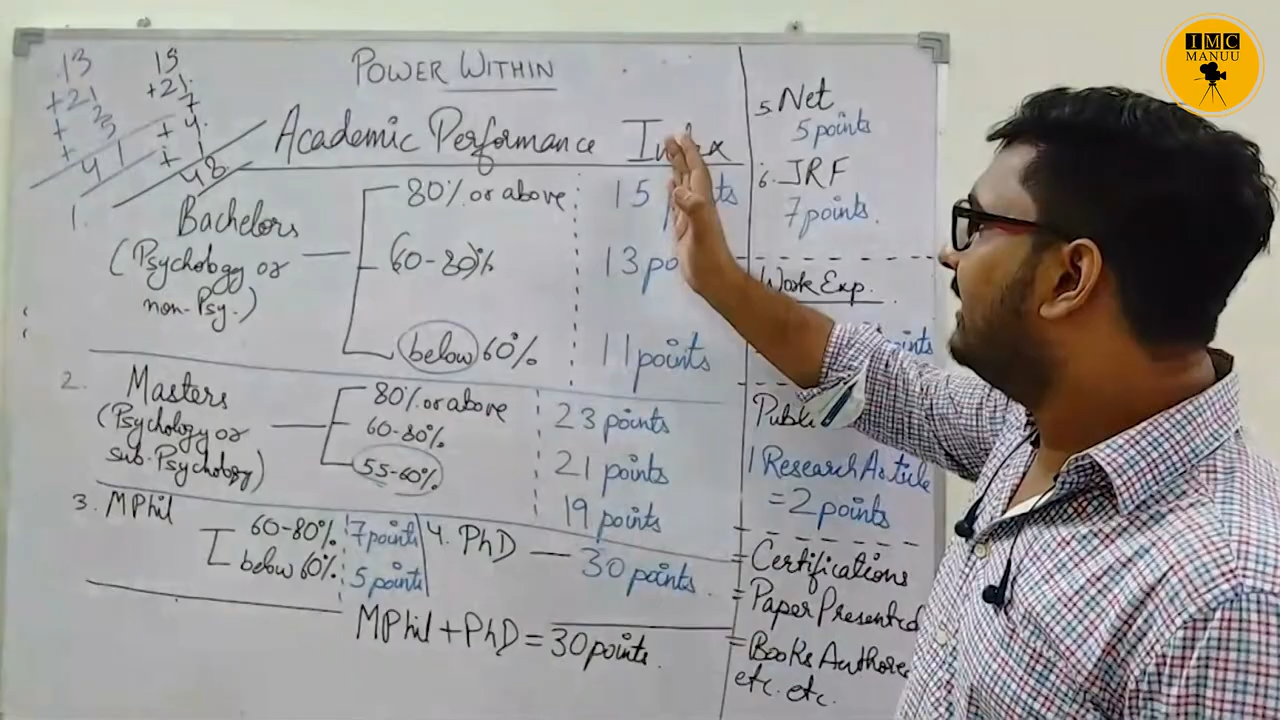 IMC
MANUU
13
+21
+ 2
+ 5
41
15
+21
7
+ 4
+ 1
48
POWER WITHIN
Academic Performance
1.
Bachelors
(Psychology or
non-Psy.)
80% or above
15
60-80%
13 po
below 60%
11 points
2.
Masters
(Psychology or
sub-Psychology)
80% or above
23 points
60-80%
21 points
55-60%
19 points
3. MPhil
60-80%
7 points
below 60%
5 points
4. PhD — 30 points
MPhil + PhD = 30 points.
5. Net
5 points
6. JRF
7 points.
Work Exp.
Publi
1 Research Article
= 2 points
= Certifications
= Paper Presented
= Books Authore
etc. etc.